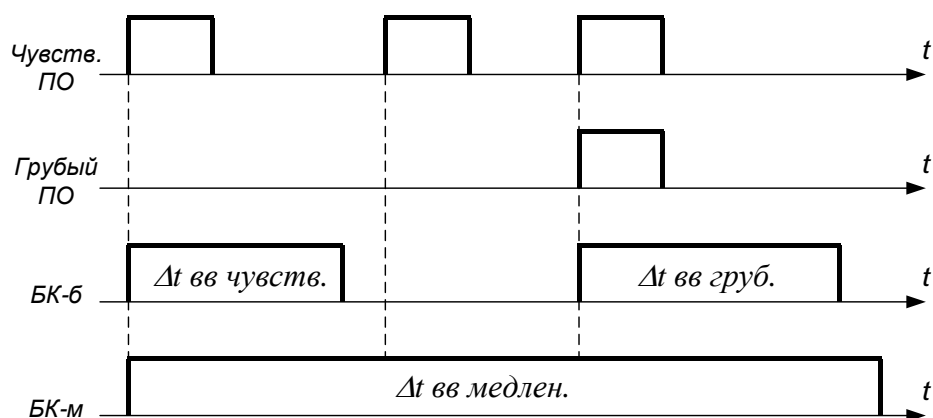 Чувств.
ПО
t
Грубый
ПО
t
БК-б
Δt вв чувств.
Δt вв груб.
t
БК-м
Δt вв медлен.
t